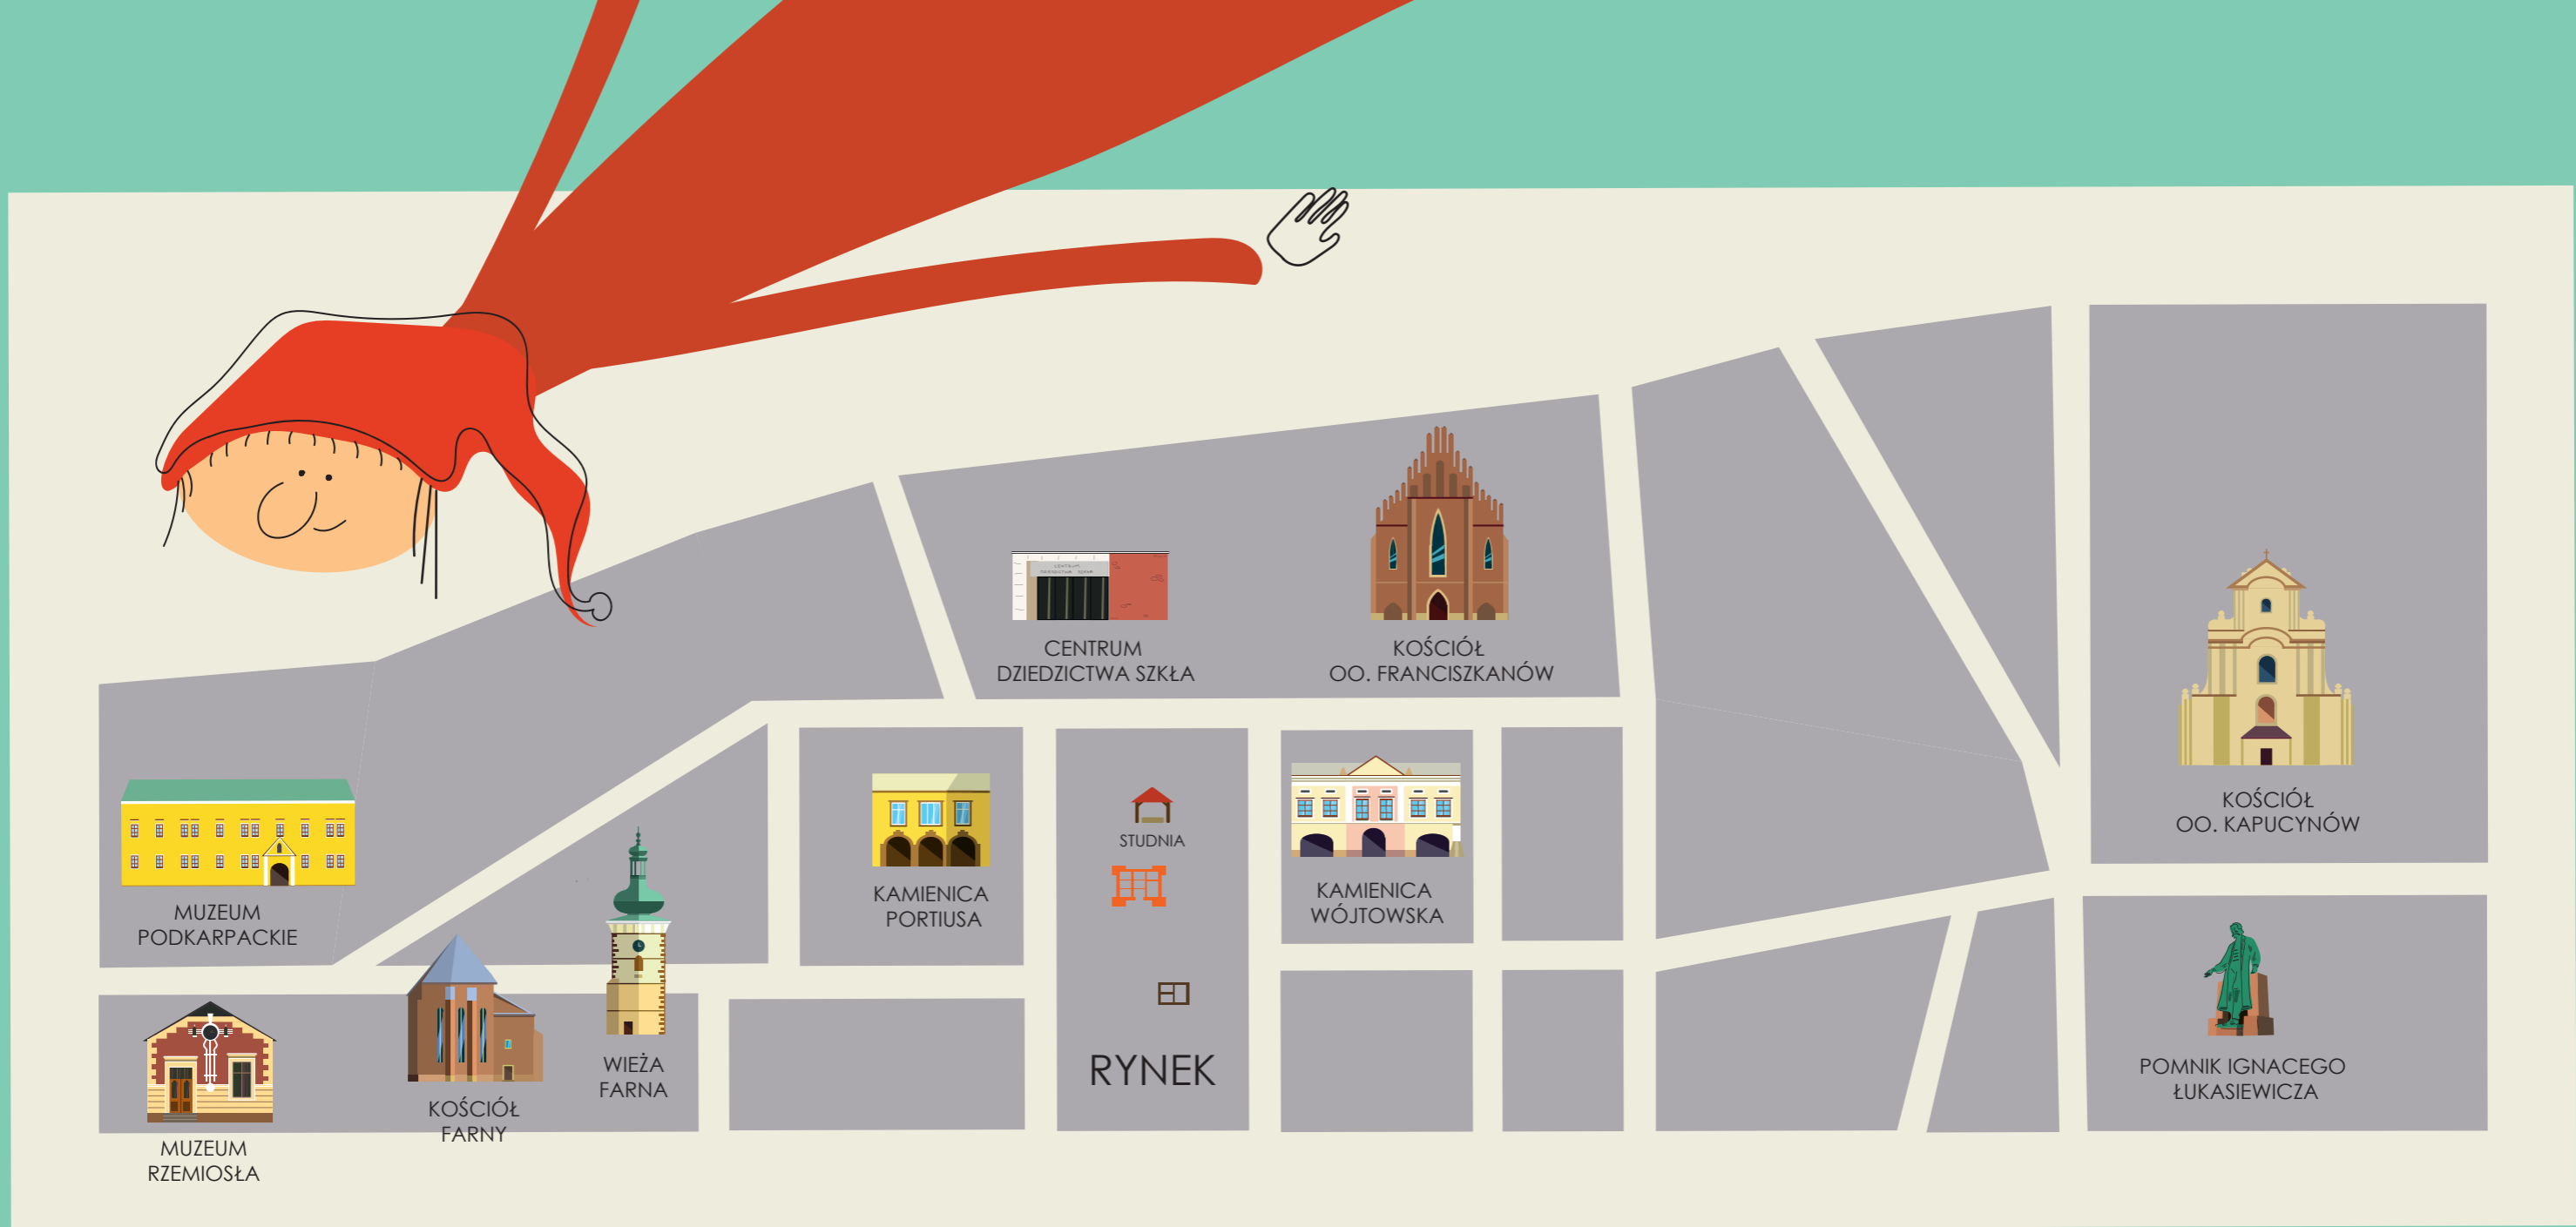 CENTRUM
DZIEDZICTWA SZKŁA
KOŚCIÓŁ
OO. FRANCISZKANÓW
KOŚCIÓŁ
OO. KAPUCYNÓW
STUDNIA
KAMIENICA
PORTIUSA
KAMIENICA
WÓJTOWSKA
MUZEUM
PODKARPACKIE
RYNEK
WIEŻA
FARNA
POMNIK IGNACEGO
ŁUKASIEWICZA
KOŚCIÓŁ
FARNY
MUZEUM
RZEMIOSŁA